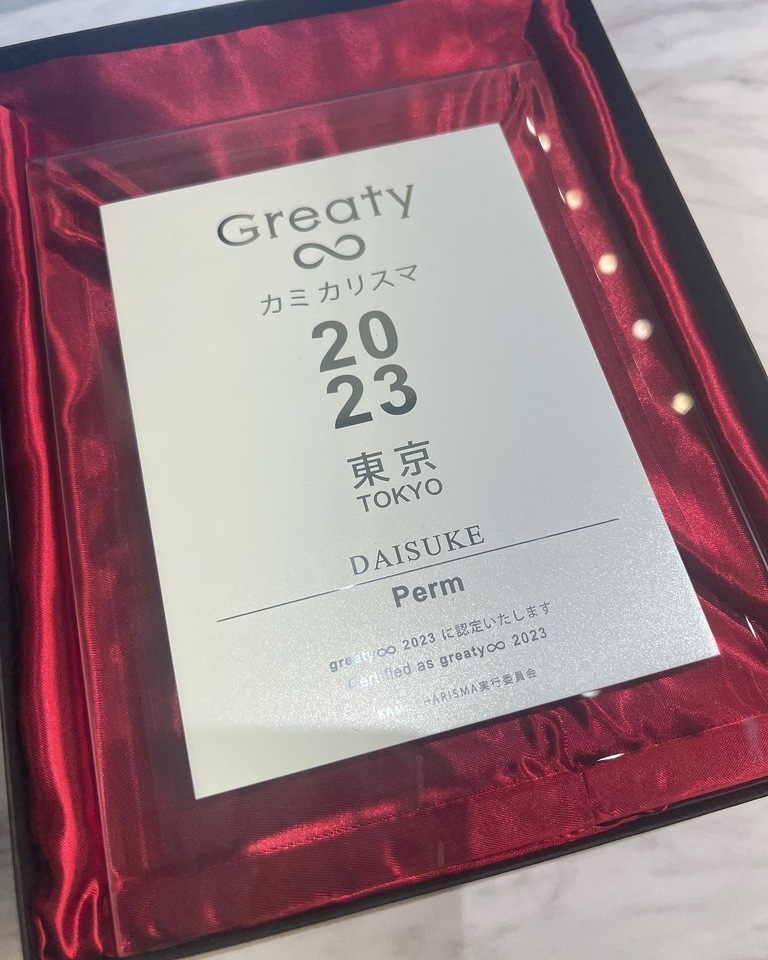 Greaty
∞
カミカリスマ
20
23
東京
TOKYO
DAISUKE
Perm
greaty∞ 2023 に認定いたします
Certified as greaty∞ 2023
KAMI CHARISMA実行委員会